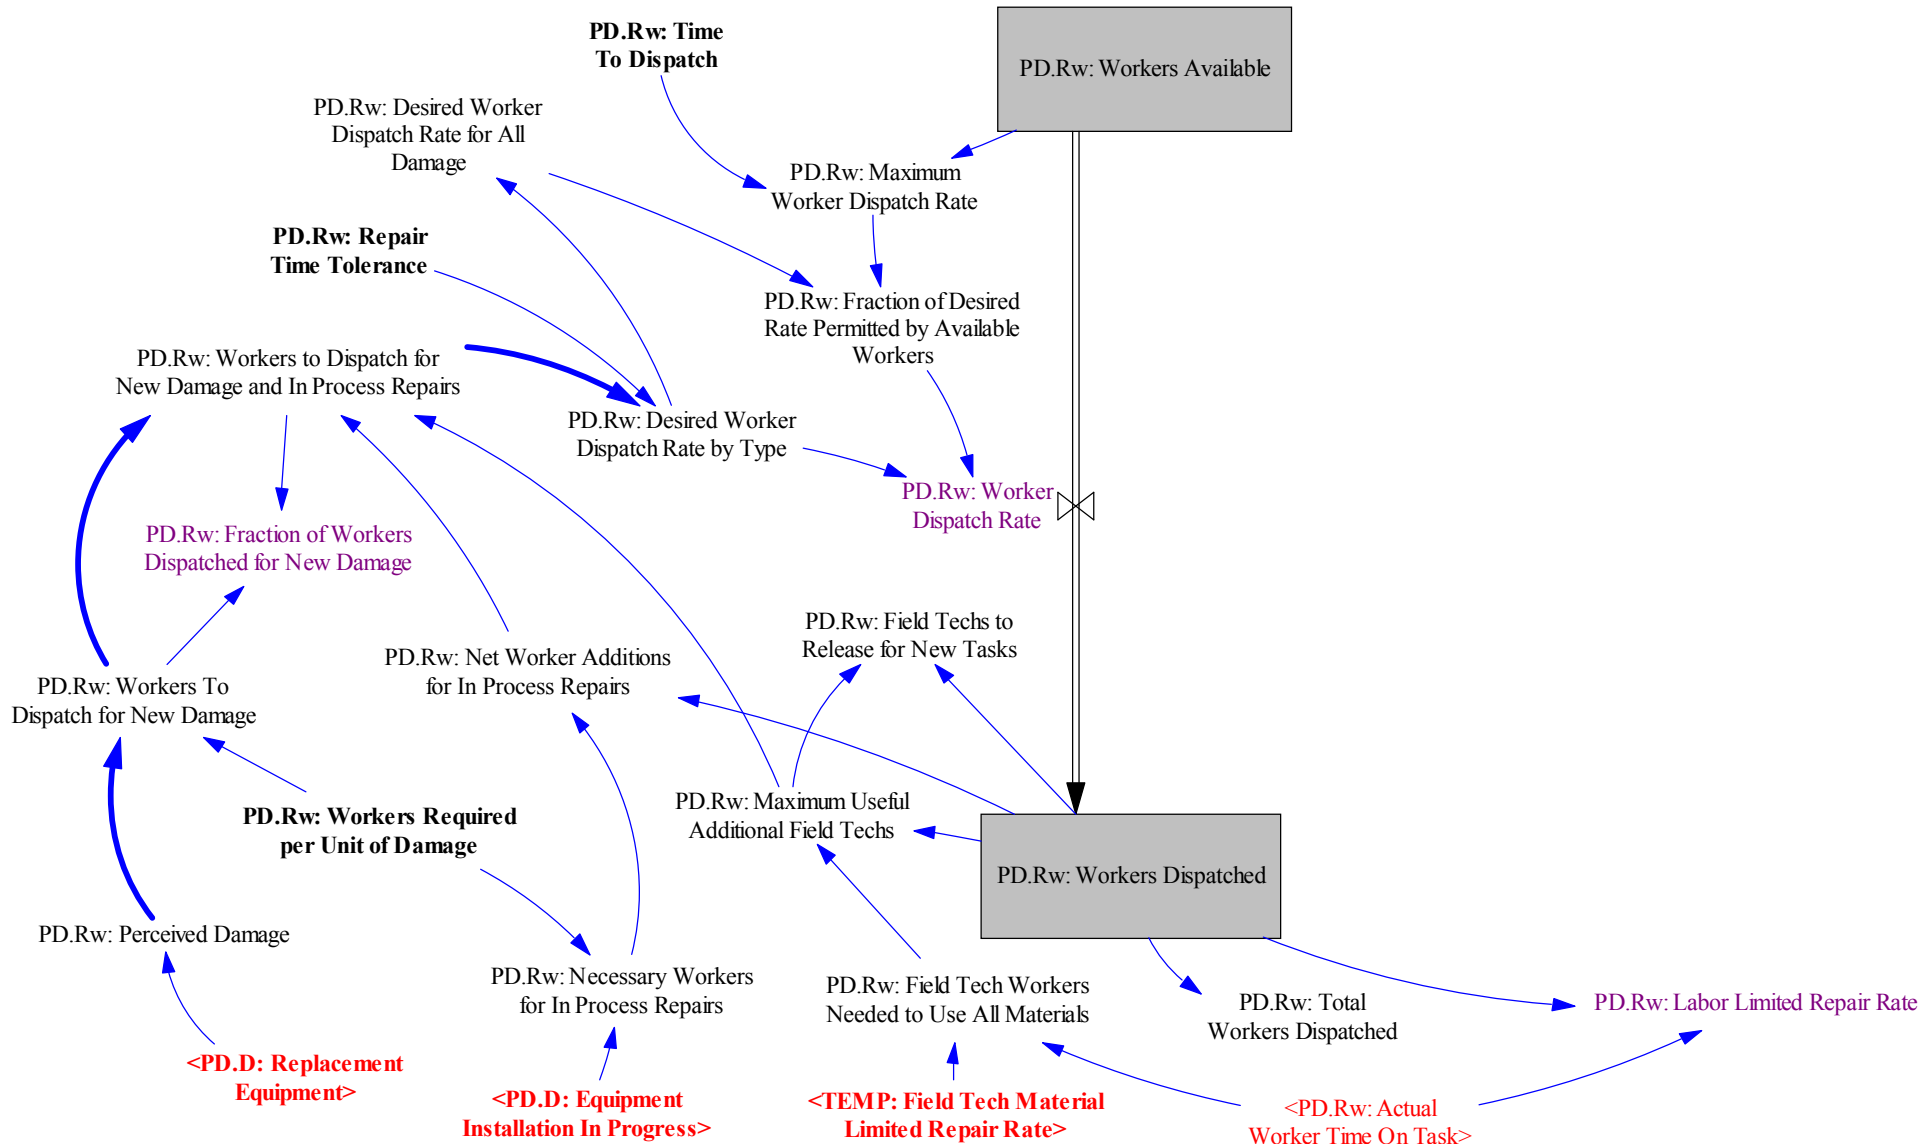 PD.Rw: Time
To Dispatch
PD.Rw: Workers Available
PD.Rw: Desired Worker
Dispatch Rate for All
Damage
PD.Rw: Maximum
Worker Dispatch Rate
PD.Rw: Repair
Time Tolerance
PD.Rw: Fraction of Desired
Rate Permitted by Available
Workers
PD.Rw: Workers to Dispatch for
New Damage and In Process Repairs
PD.Rw: Desired Worker
Dispatch Rate by Type
PD.Rw: Worker
Dispatch Rate
PD.Rw: Fraction of Workers
Dispatched for New Damage
PD.Rw: Field Techs to
Release for New Tasks
PD.Rw: Net Worker Additions
for In Process Repairs
PD.Rw: Workers To
Dispatch for New Damage
PD.Rw: Maximum Useful
Additional Field Techs
PD.Rw: Workers Required
per Unit of Damage
PD.Rw: Workers Dispatched
PD.Rw: Perceived Damage
PD.Rw: Necessary Workers
for In Process Repairs
PD.Rw: Field Tech Workers
Needed to Use All Materials
PD.Rw: Total
Workers Dispatched
PD.Rw: Labor Limited Repair Rate
<PD.D: Replacement
Equipment>
<PD.D: Equipment
Installation In Progress>
<TEMP: Field Tech Material
Limited Repair Rate>
<PD.Rw: Actual
Worker Time On Task>